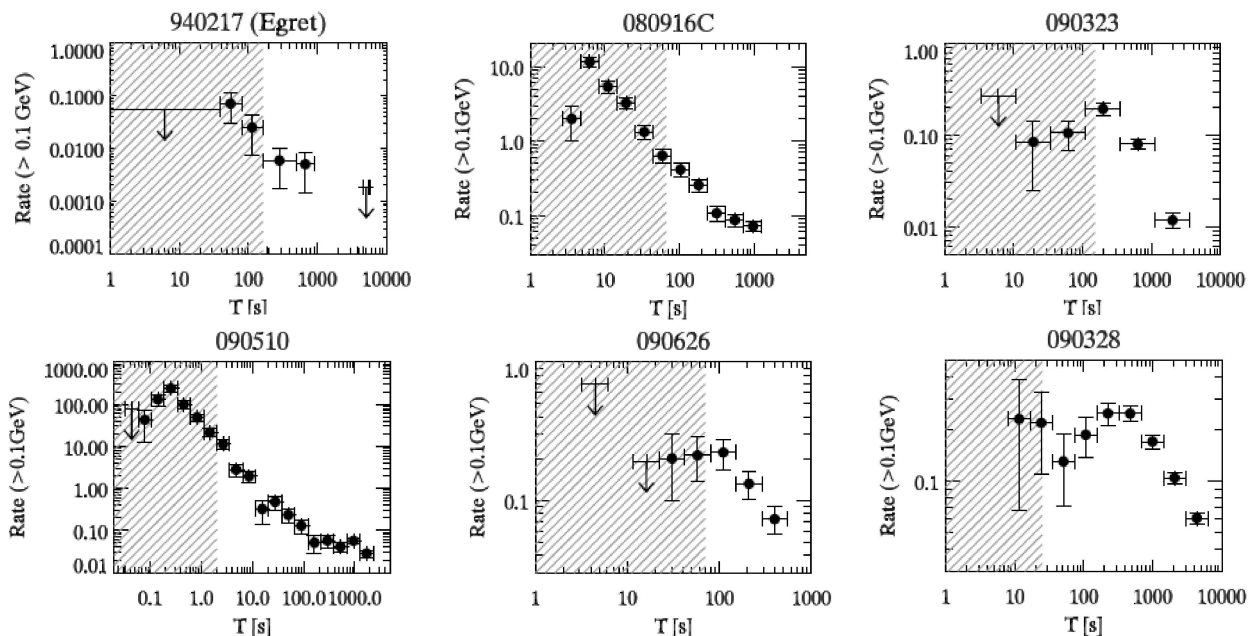 940217 (Egret)
1.0000
0.1000
0.0100
0.0010
0.0001
Rate (> 0.1 GeV)
1 10 100 1000 10000
T [s]
080916C
10.0
1.0
0.1
Rate (>0.1GeV)
1 10 100 1000
T [s]
090323
1.00
0.10
0.01
Rate (>0.1GeV)
1 10 100 1000 10000
T [s]
090510
1000.00
100.00
10.00
1.00
0.10
0.01
Rate (>0.1GeV)
0.1 1.0 10.0 100.0 1000.0
T [s]
090626
1.0
0.1
Rate (>0.1GeV)
1 10 100 1000
T [s]
090328
0.1
Rate (>0.1GeV)
1 10 100 1000 10000
T [s]